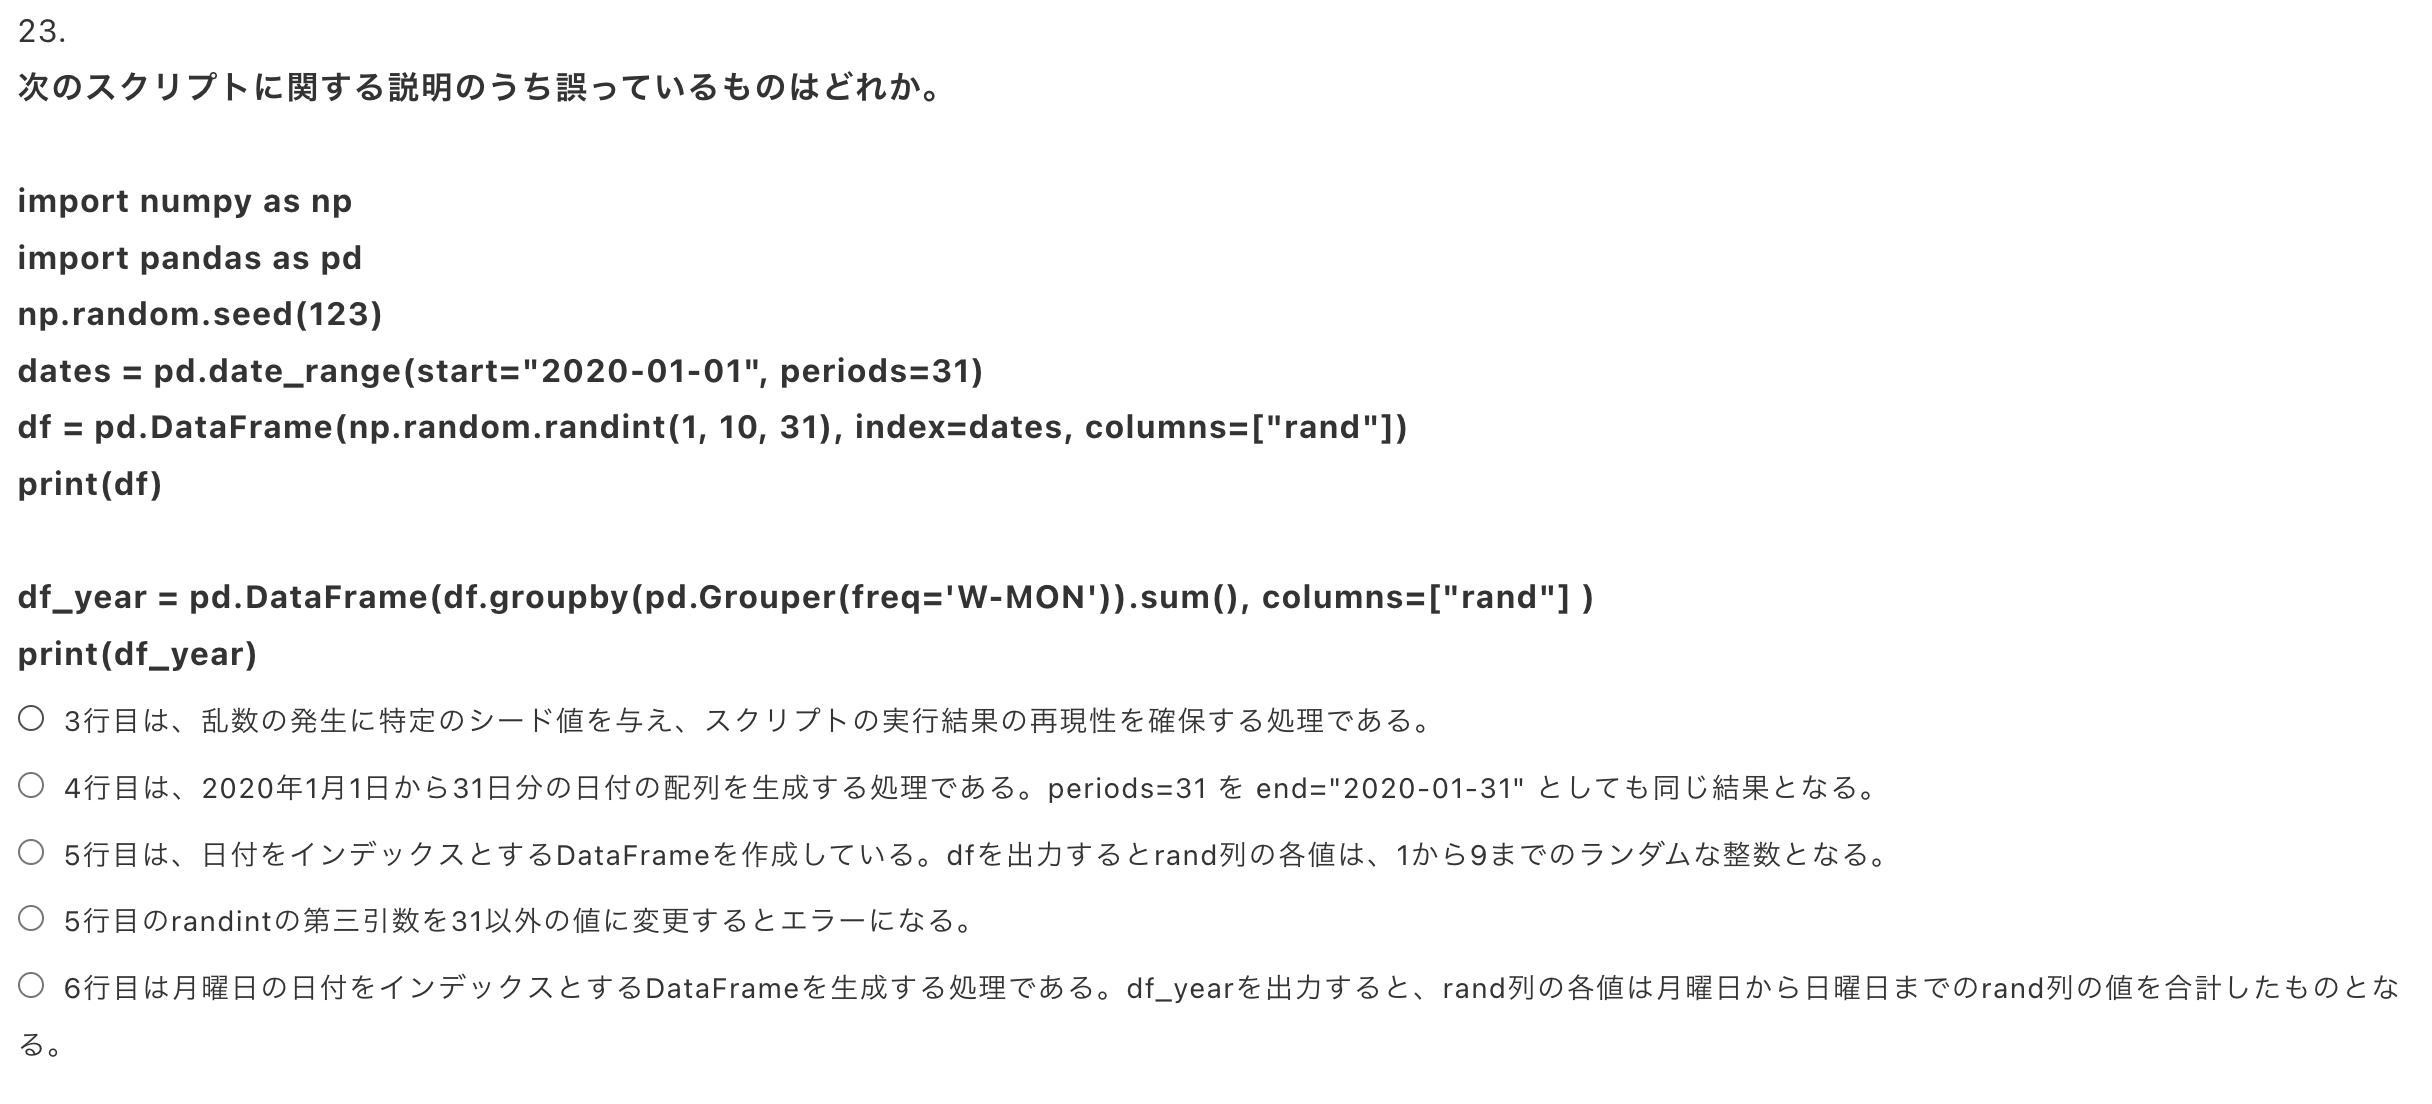 23.
次のスクリプトに関する説明のうち誤っているものはどれか。
import numpy as np
import pandas as pd
np.random.seed(123)
dates = pd.date_range(start="2020-01-01", periods=31)
df = pd.DataFrame(np.random.randint(1, 10, 31), index=dates, columns=["rand"])
print(df)
df_year = pd.DataFrame(df.groupby(pd.Grouper(freq='W-MON')).sum(), columns=["rand"] )
print(df_year)
3行目は、乱数の発生に特定のシード値を与え、スクリプトの実行結果の再現性を確保する処理である。
4行目は、2020年1月1日から31日分の日付の配列を生成する処理である。periods=31 を end="2020-01-31" としても同じ結果となる。
5行目は、日付をインデックスとするDataFrameを作成している。dfを出力するとrand列の各値は、1から9までのランダムな整数となる。
5行目のrandintの第三引数を31以外の値に変更するとエラーになる。
6行目は月曜日の日付をインデックスとするDataFrameを生成する処理である。df_yearを出力すると、rand列の各値は月曜日から日曜日までのrand列の値を合計したものとな
る。